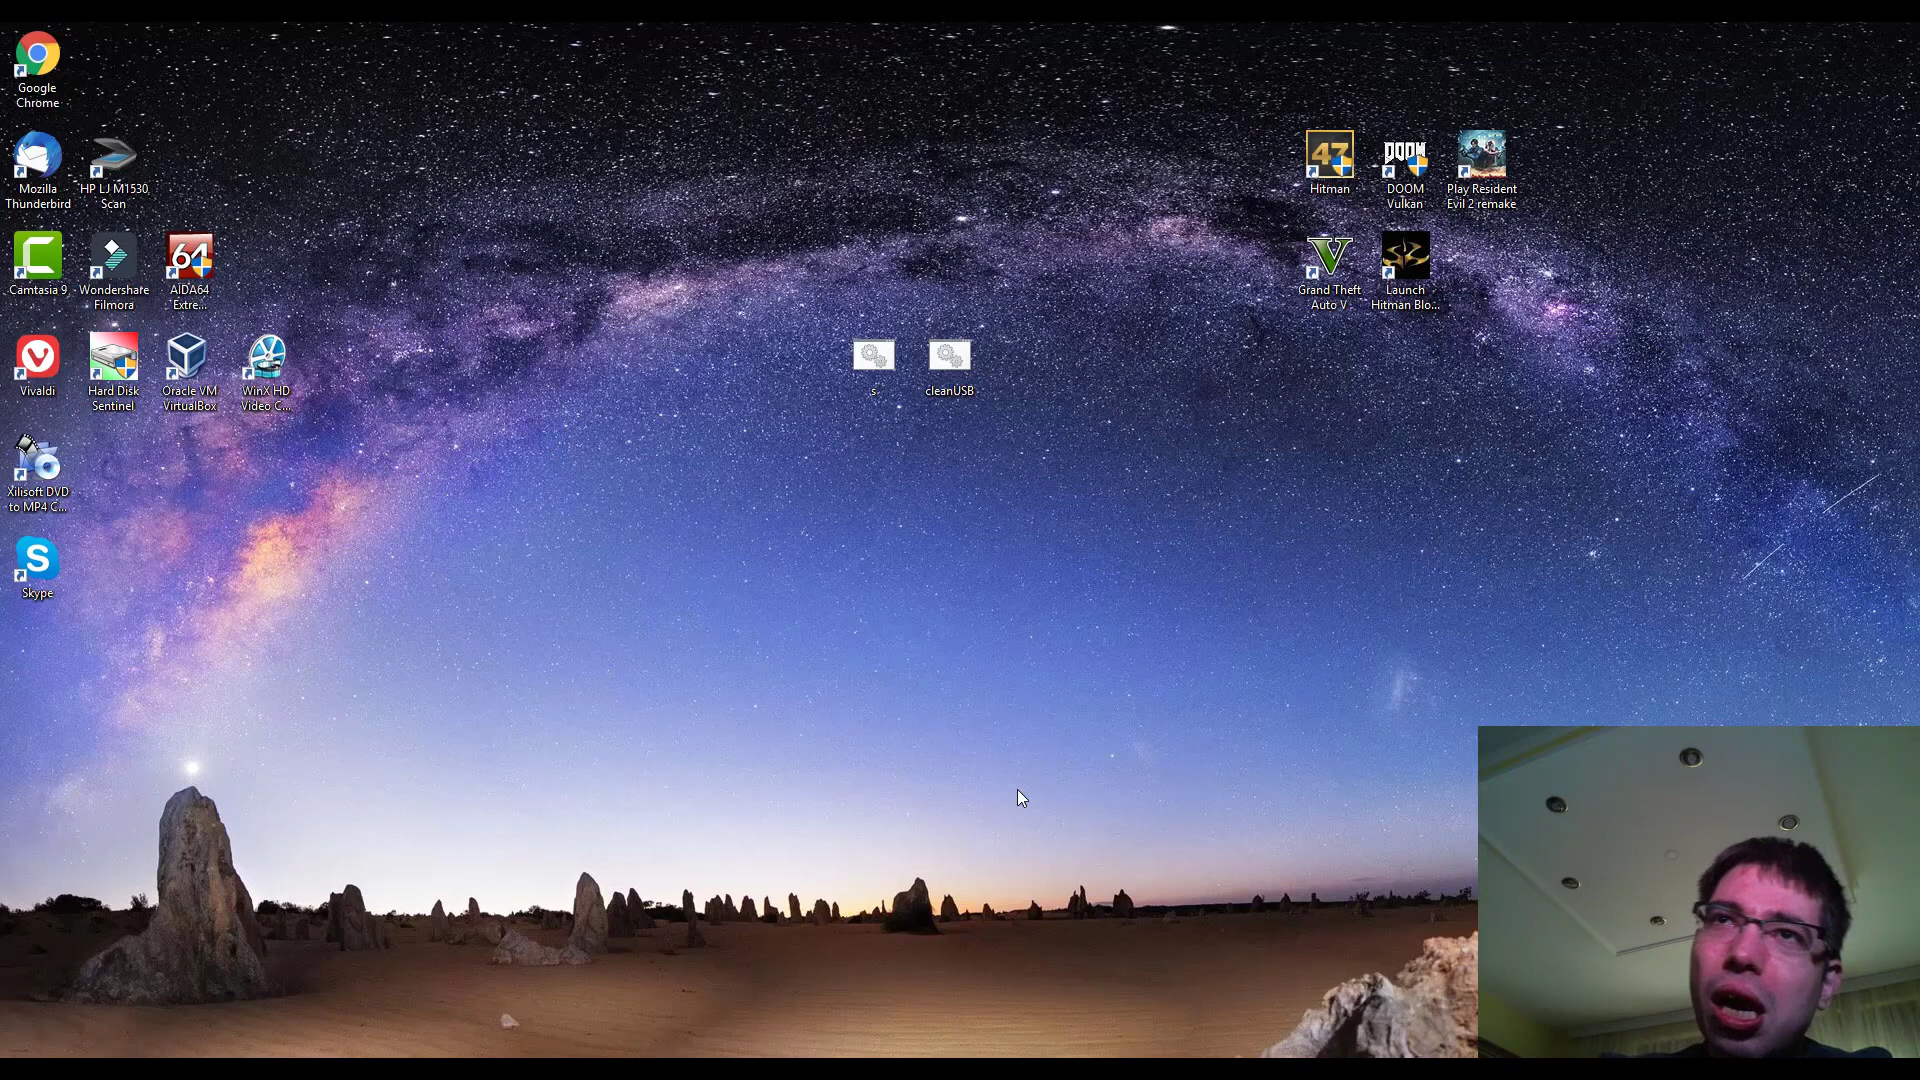 Google
Chrome
Mozilla
Thunderbird
HP LJ M1530
Scan
Camtasia 9
Wondershare
Filmora
64
AIDA64
Extre...
Vivaldi
Hard Disk
Sentinel
Oracle VM
VirtualBox
WinX HD
Video C...
Xilisoft DVD
to MP4 C...
S
Skype
s
cleanUSB
47
Hitman
DOOM
DOOM
Vulkan
Play Resident
Evil 2 remake
V
Grand Theft
Auto V
Launch
Hitman Blo...